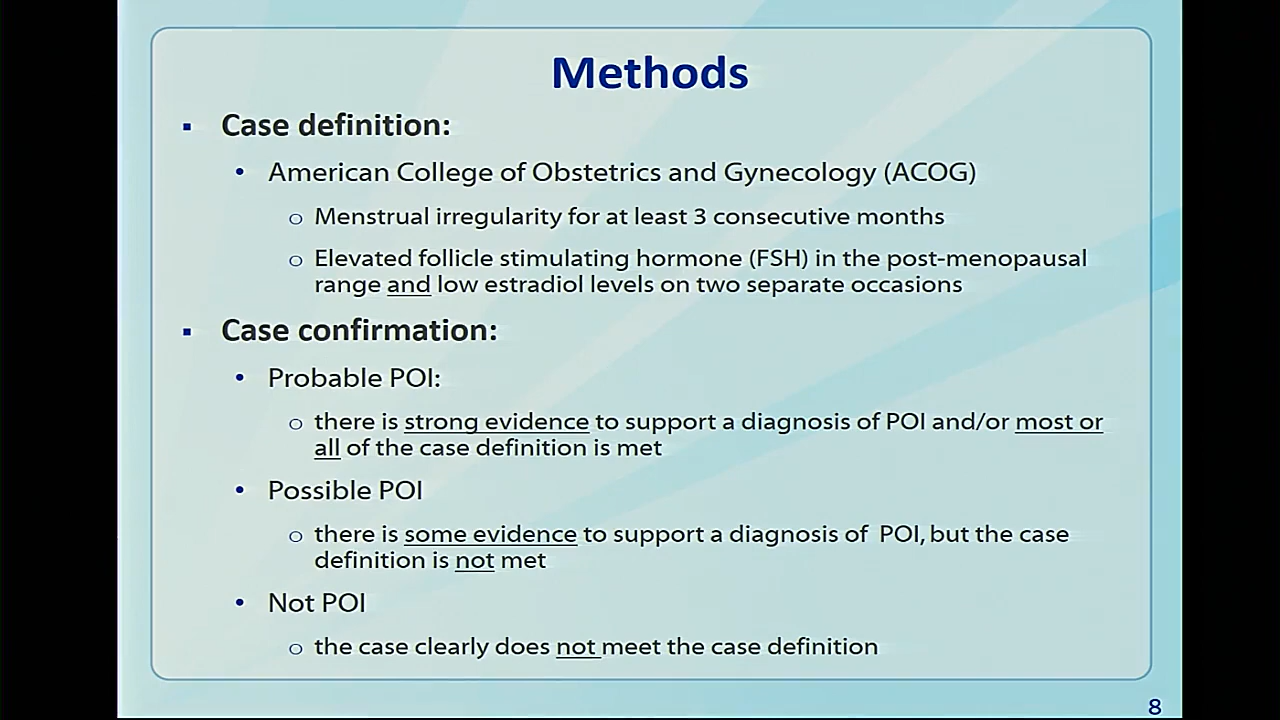 Methods
Case definition:
American College of Obstetrics and Gynecology (ACOG)
Menstrual irregularity for at least 3 consecutive months
Elevated follicle stimulating hormone (FSH) in the post-menopausal
range and low estradiol levels on two separate occasions
Case confirmation:
Probable POI:
there is strong evidence to support a diagnosis of POI and/or most or
all of the case definition is met
Possible POI
there is some evidence to support a diagnosis of POI, but the case
definition is not met
Not POI
the case clearly does not meet the case definition
8